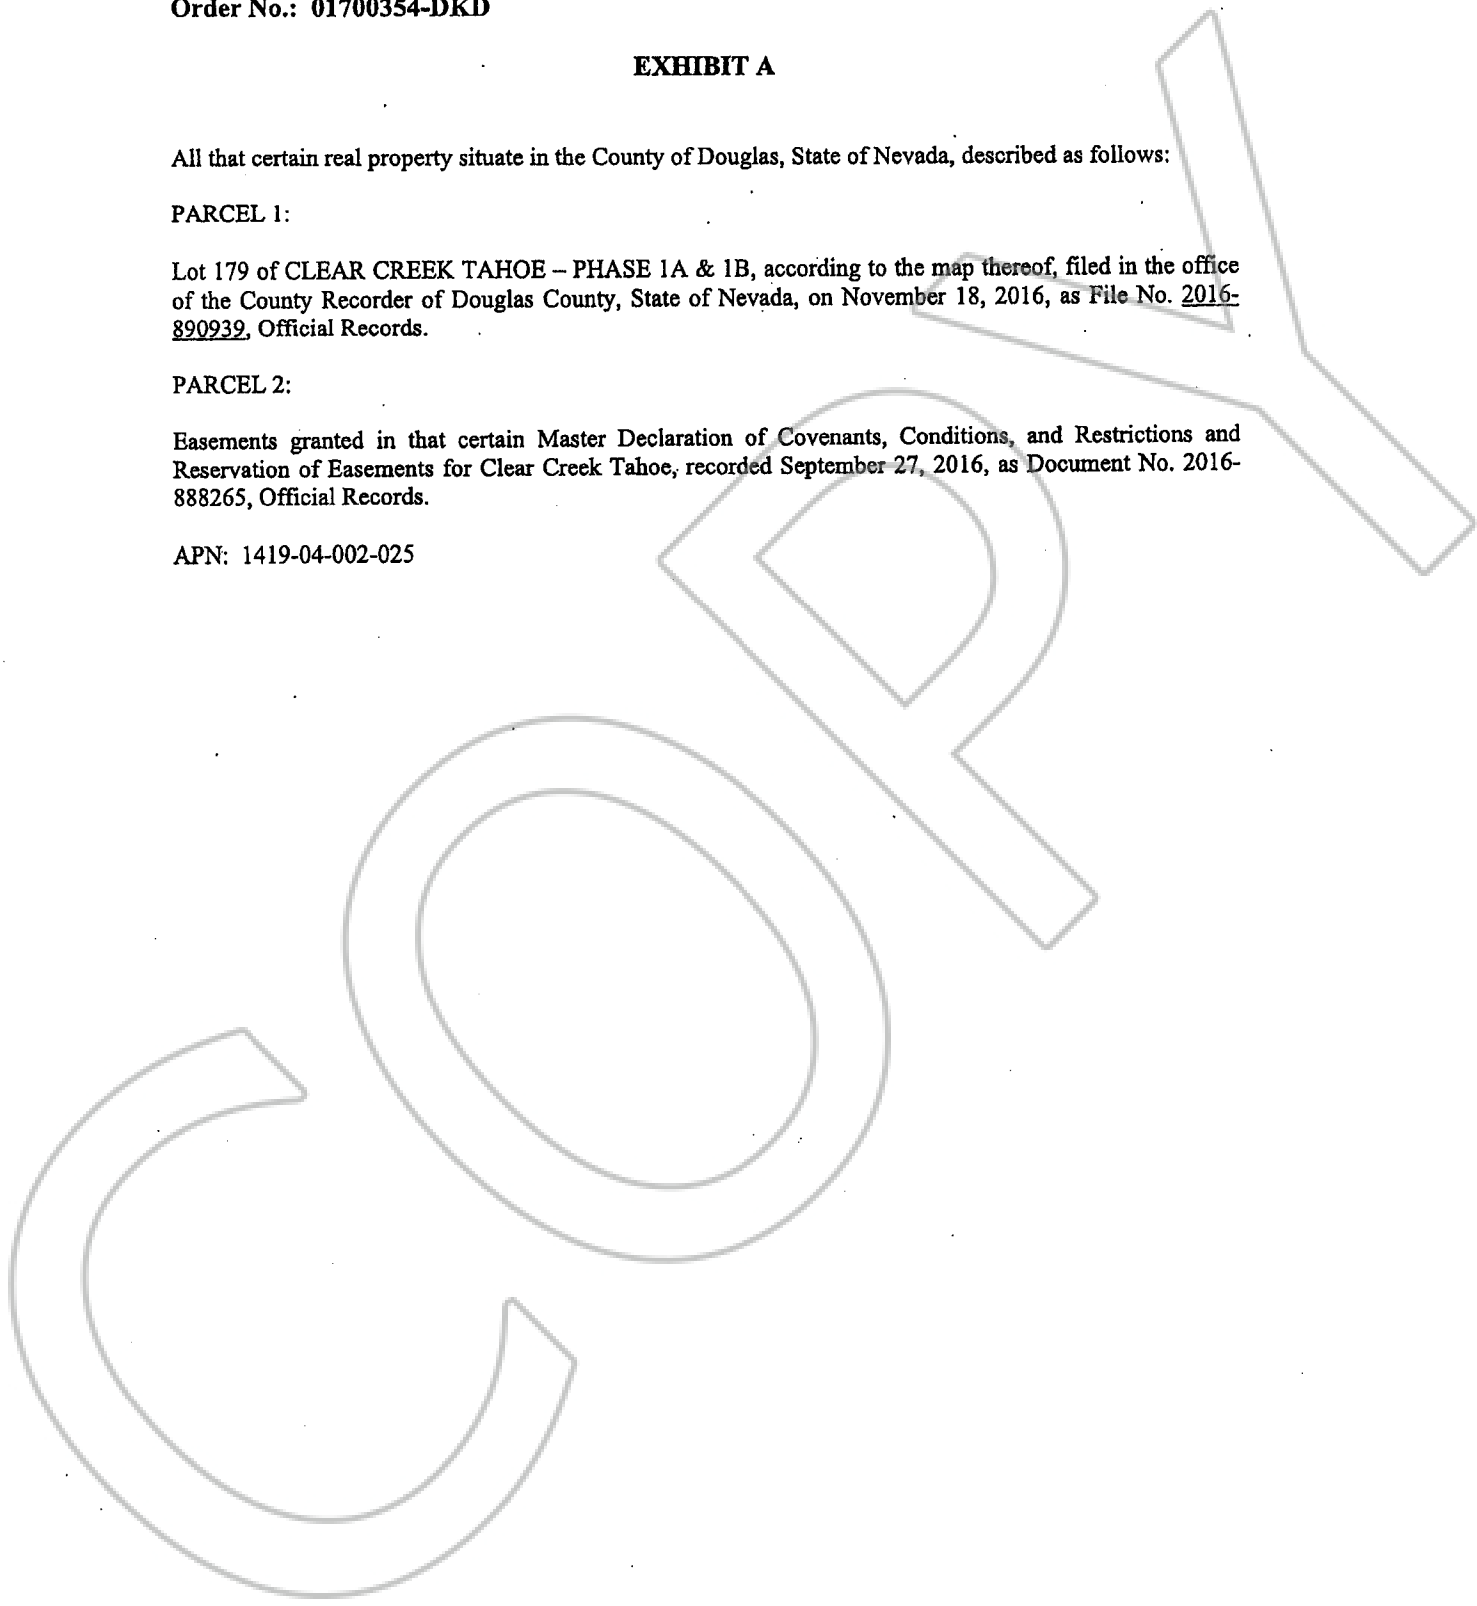 Order No.: 01700354-DKD
EXHIBIT A
All that certain real property situate in the County of Douglas, State of Nevada, described as follows:
PARCEL 1:
Lot 179 of CLEAR CREEK TAHOE – PHASE 1A & 1B, according to the map thereof, filed in the office
of the County Recorder of Douglas County, State of Nevada, on November 18, 2016, as File No. 2016-
890939, Official Records.
PARCEL 2:
Easements granted in that certain Master Declaration of Covenants, Conditions, and Restrictions and
Reservation of Easements for Clear Creek Tahoe, recorded September 27, 2016, as Document No. 2016-
888265, Official Records.
APN: 1419-04-002-025
COPY